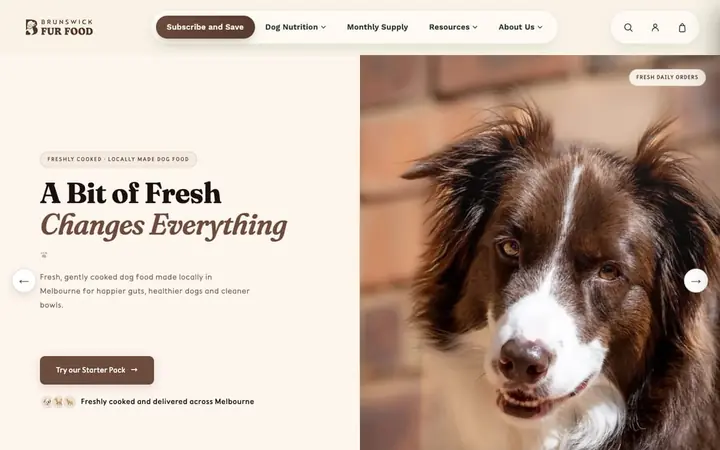 BRUNSWICK
FUR FOOD
Subscribe and Save
Dog Nutrition
Monthly Supply
Resources
About Us
FRESH DAILY ORDERS
FRESHLY COOKED · LOCALLY MADE DOG FOOD
A Bit of Fresh
Changes Everything
Fresh, gently cooked dog food made locally in
Melbourne for happier guts, healthier dogs and cleaner
bowls.
Try our Starter Pack →
Freshly cooked and delivered across Melbourne